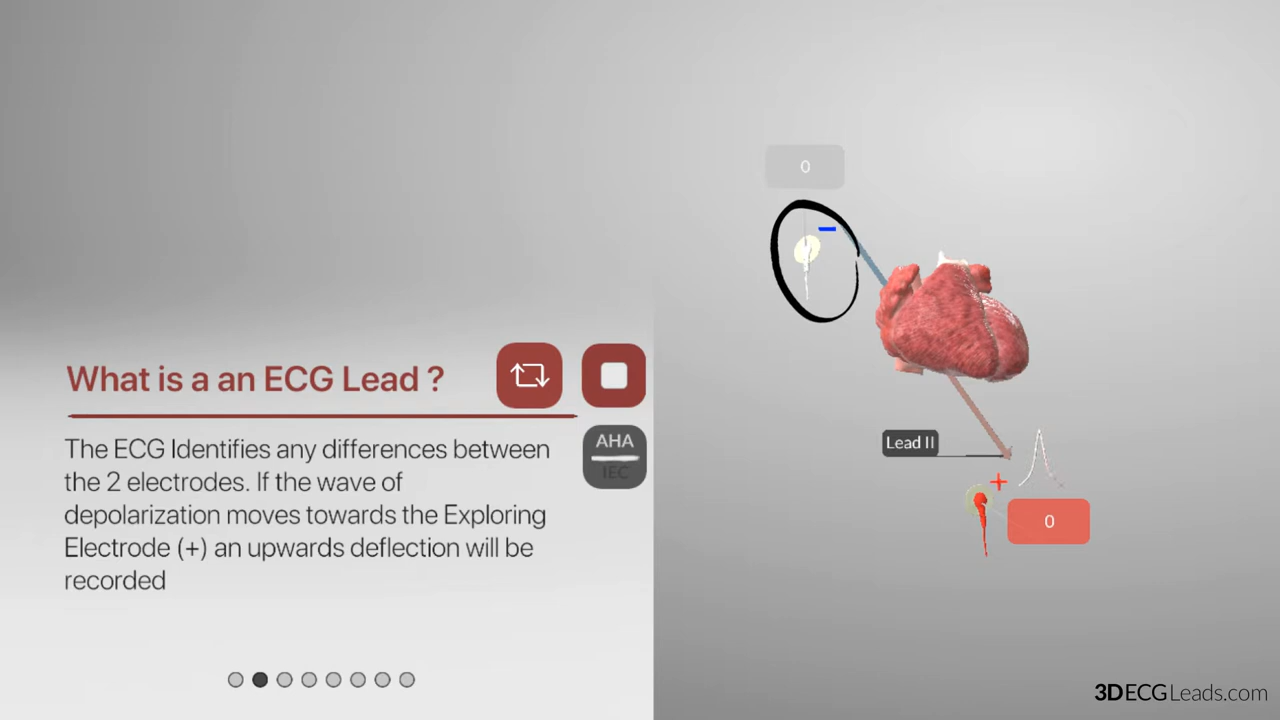 0
What is a an ECG Lead ?
AHA
IEC
The ECG Identifies any differences between
the 2 electrodes. If the wave of
depolarization moves towards the Exploring
Electrode (+) an upwards deflection will be
recorded
Lead II
0
3DECGLeads.com